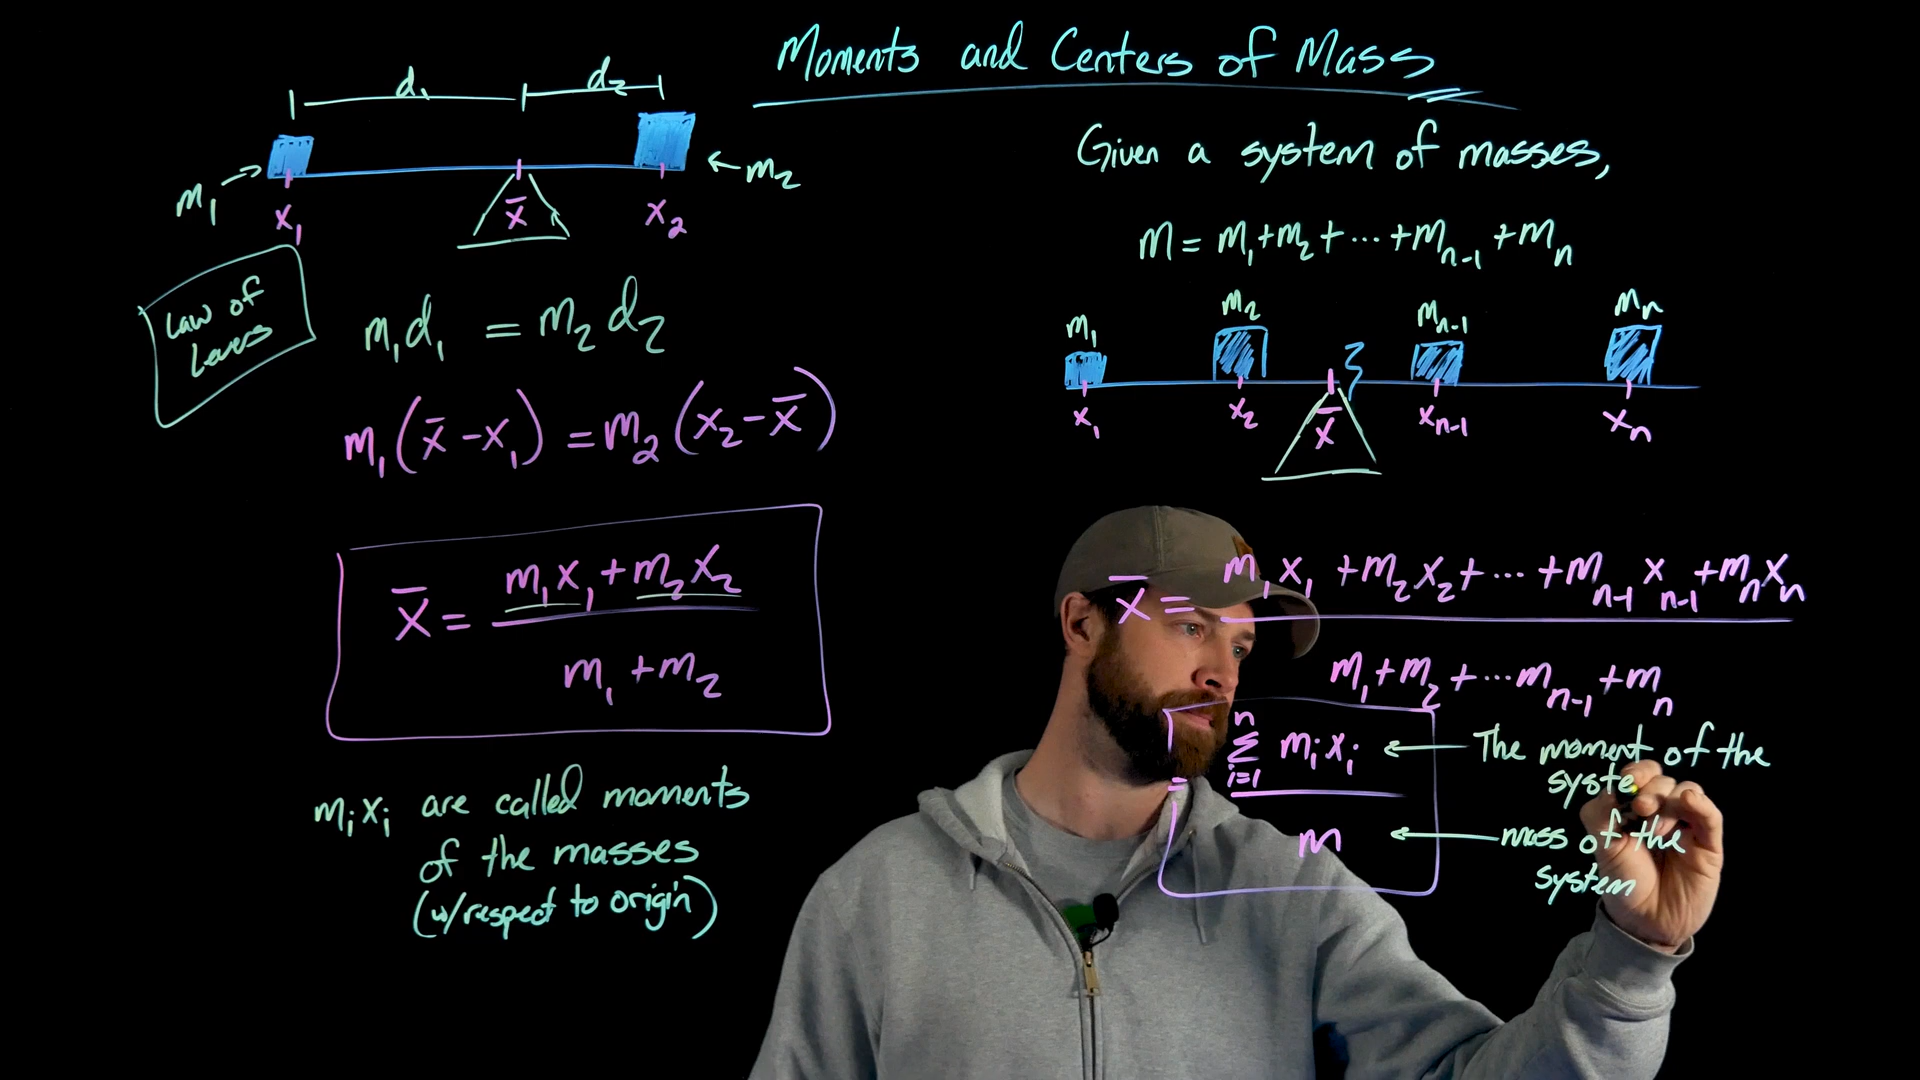 Moments and Centers of Mass
d₁ d₂
m₁ → ← m₂
x₁ x̄ x₂
Law of
Levers
m₁d₁ = m₂d₂
m₁(x̄ - x₁) = m₂(x₂ - x̄)
x̄ = m₁x₁ + m₂x₂
m₁ + m₂
mᵢxᵢ are called moments
of the masses
(w/respect to origin)
Given a system of masses,
m = m₁ + m₂ + ··· + mₙ₋₁ + mₙ
m₁ m₂ mₙ₋₁ mₙ
x₁ x₂ x̄ xₙ₋₁ xₙ
x̄ = m₁x₁ + m₂x₂ + ··· + mₙ₋₁xₙ₋₁ + mₙxₙ
m₁ + m₂ + ··· mₙ₋₁ + mₙ
n
= Σ mᵢxᵢ ← The moment of the
i=1
syste
m ← mass of the
system